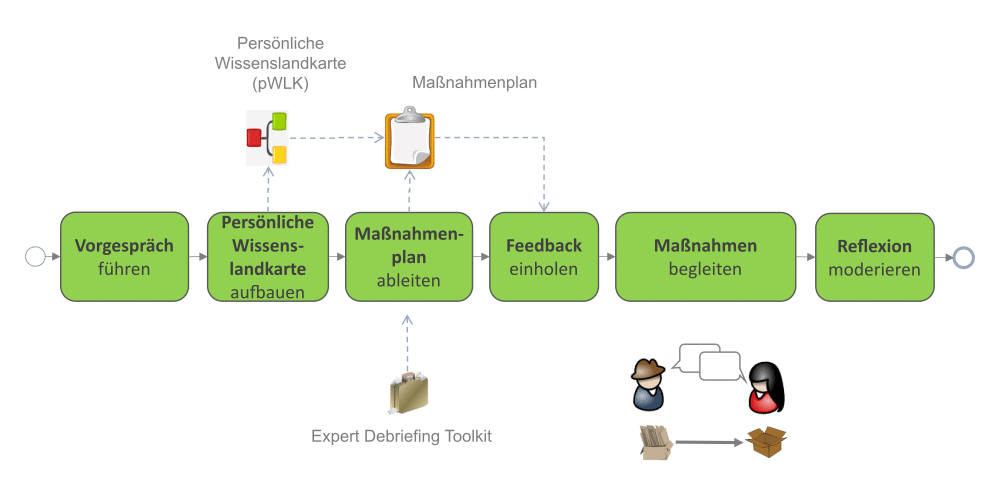 Persönliche
Wissenslandkarte
(pWLK)
Maßnahmenplan
Vorgespräch
führen
Persönliche
Wissens-
landkarte
aufbauen
Maßnahmen-
plan
ableiten
Feedback
einholen
Maßnahmen
begleiten
Reflexion
moderieren
Expert Debriefing Toolkit